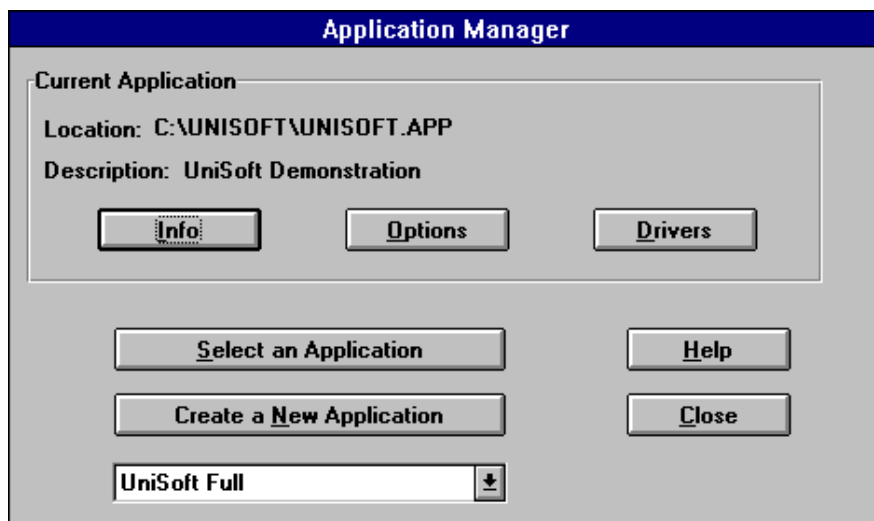 Application Manager
Current Application
Location: C:\UNISOFT\UNISOFT.APP
Description: UniSoft Demonstration
Info Options Drivers
Select an Application Help
Create a New Application Close
UniSoft Full